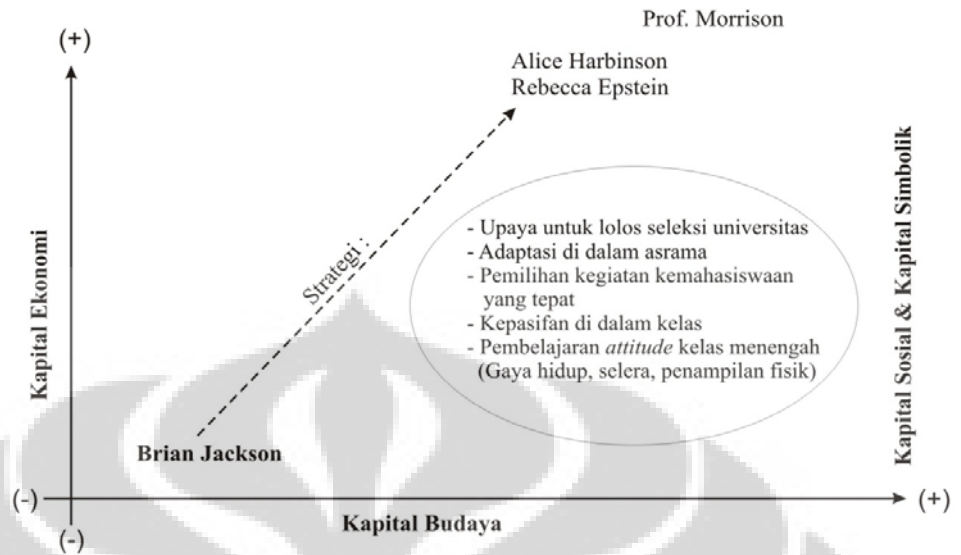 Prof. Morrison
(+)
Alice Harbinson
Rebecca Epstein
Kapital Ekonomi
Strategi :
- Upaya untuk lolos seleksi universitas
- Adaptasi di dalam asrama
- Pemilihan kegiatan kemahasiswaan
yang tepat
- Kepasifan di dalam kelas
- Pembelajaran attitude kelas menengah
(Gaya hidup, selera, penampilan fisik)
Kapital Sosial & Kapital Simbolik
Brian Jackson
(-)
(+)
Kapital Budaya
(-)